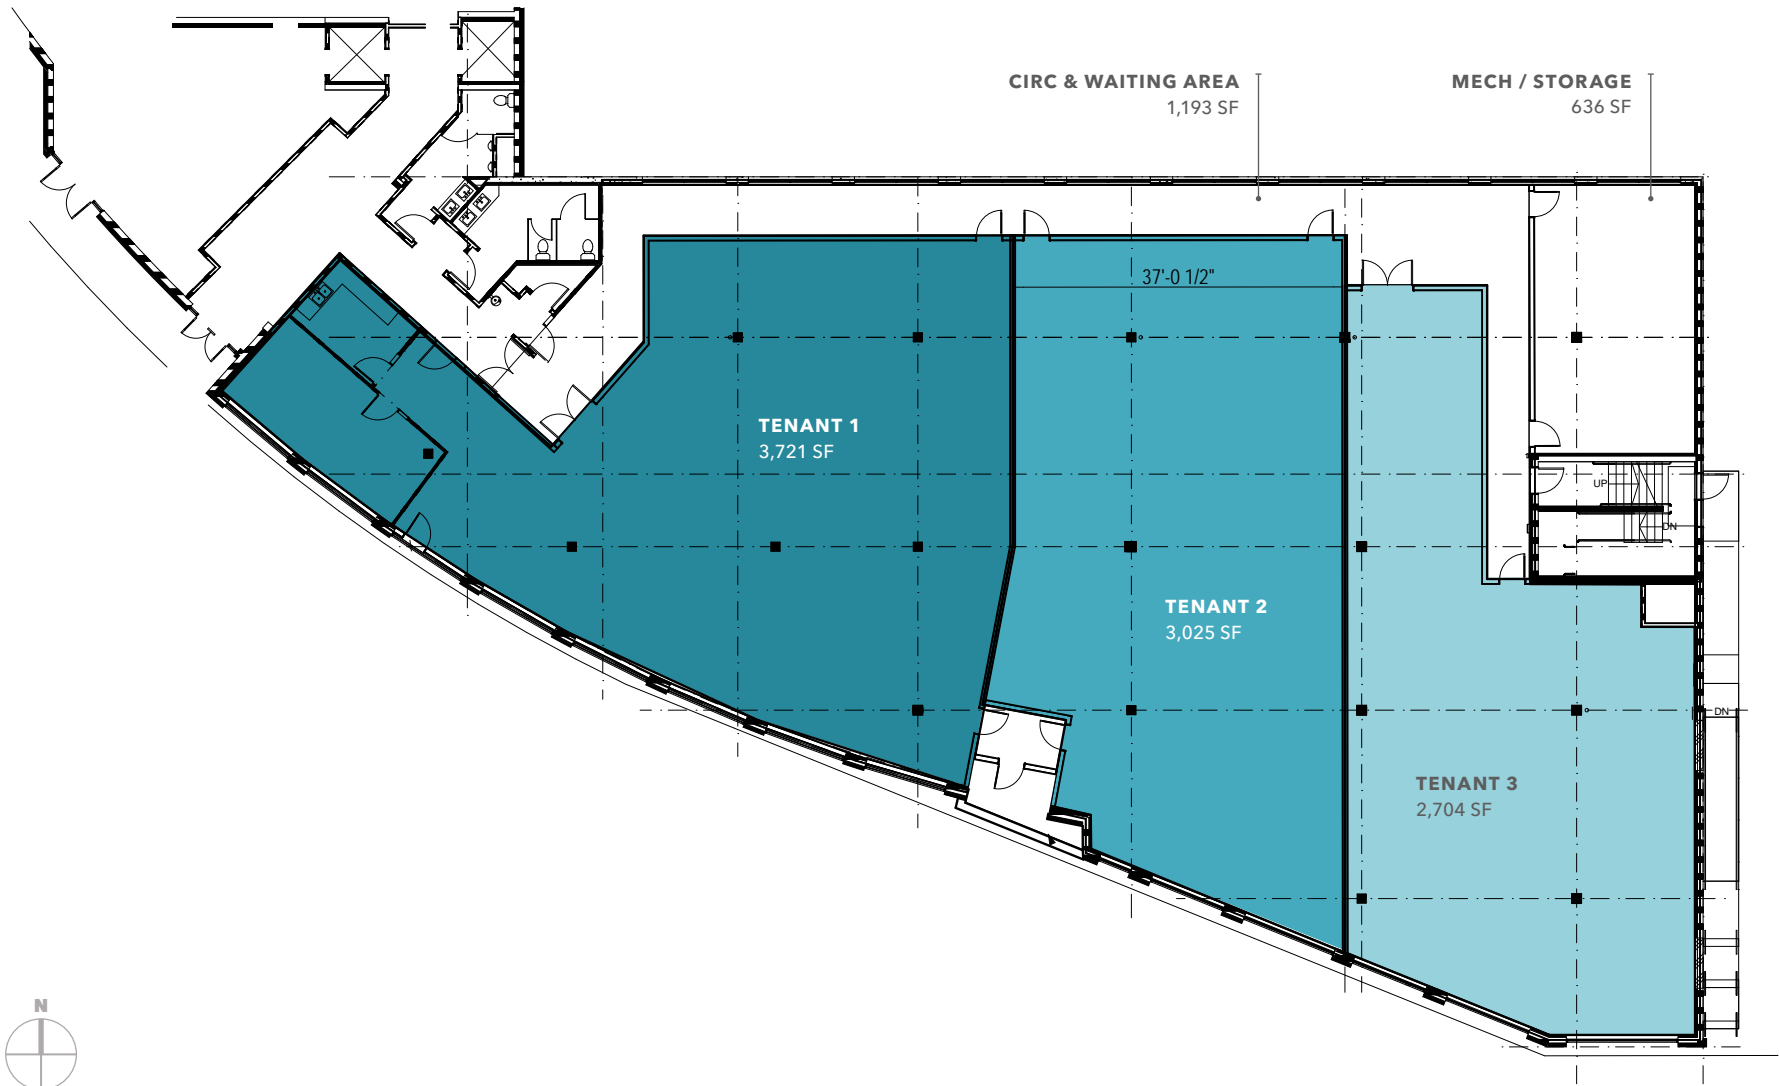 CIRC & WAITING AREA
1,193 SF
MECH / STORAGE
636 SF
37'-0 1/2"
TENANT 1
3,721 SF
UP
DN
TENANT 2
3,025 SF
DN
TENANT 3
2,704 SF
N